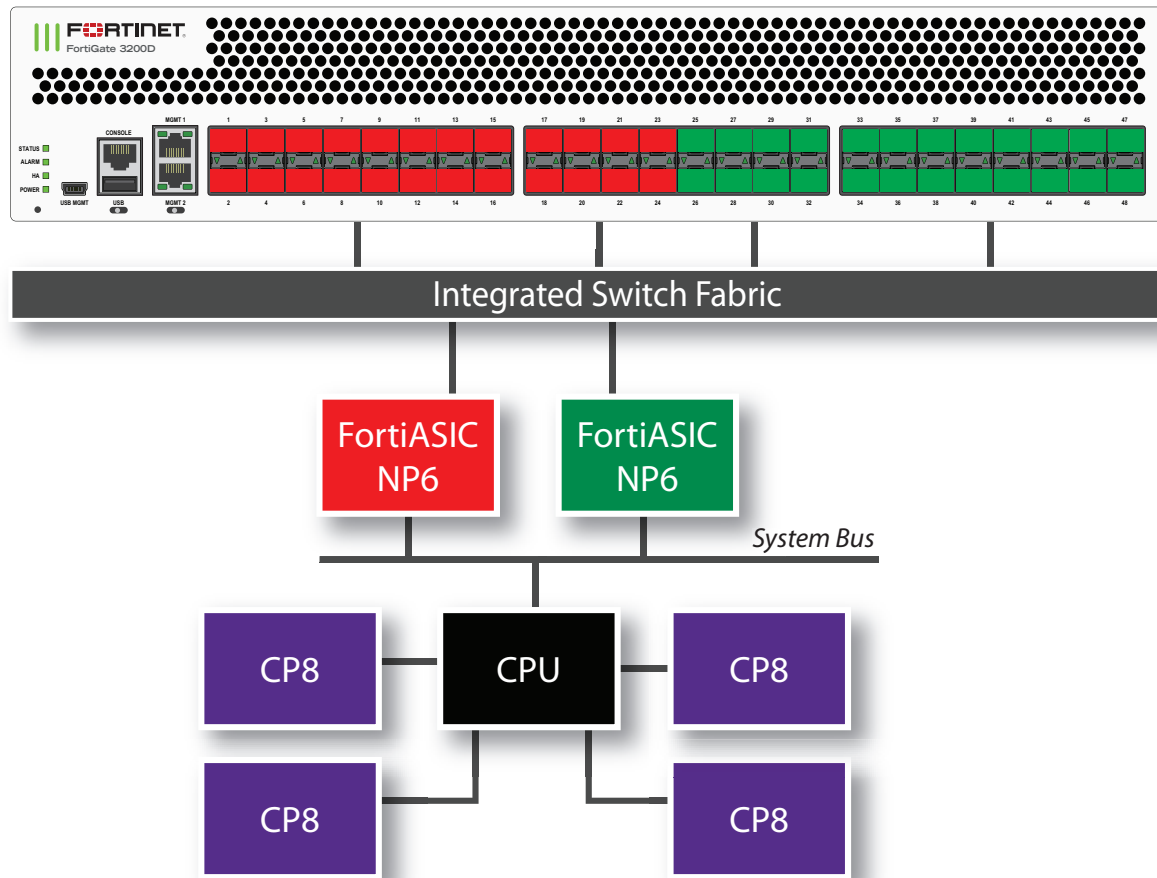 FORTINET
FortiGate 3200D
MGMT 1
1 3 5 7 9 11 13 15 17 19 21 23 25 27 29 31 33 35 37 39 41 43 45 47
CONSOLE
STATUS
ALARM
HA
POWER
USB MGMT
USB
MGMT 2
2 4 6 8 10 12 14 16 18 20 22 24 26 28 30 32 34 36 38 40 42 44 46 48
Integrated Switch Fabric
FortiASIC
NP6
FortiASIC
NP6
System Bus
CP8
CPU
CP8
CP8
CP8